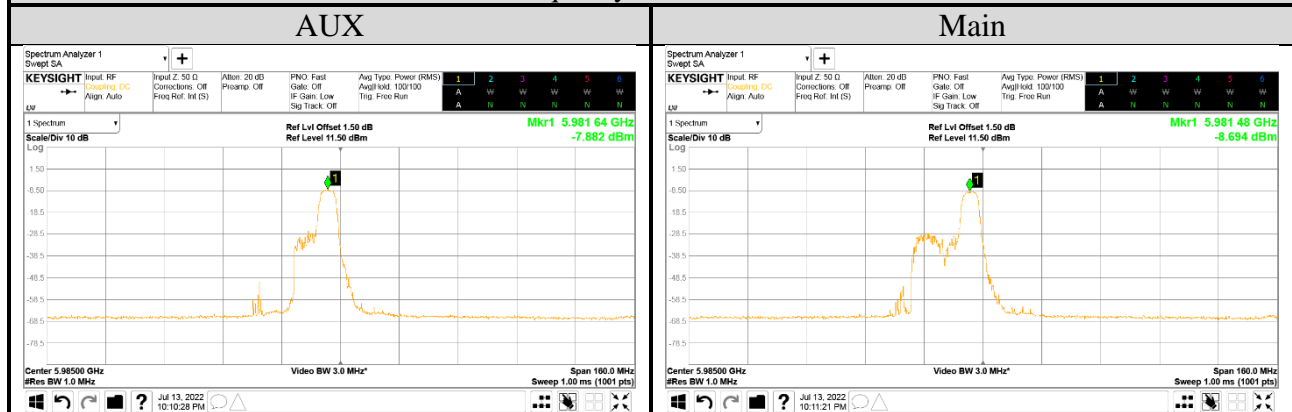 AUX
Main
Spectrum Analyzer 1
Swept SA
KEYSIGHT
Input: RF
Coupling: DC
Align: Auto
Input Z: 50 Ω
Corrections: Off
Freq Ref: Int (S)
Atten: 20 dB
Preamp: Off
PNO: Fast
Gate: Off
IF Gain: Low
Sig Track: Off
Avg Type: Power (RMS)
Avg|Hold: 100/100
Trig: Free Run
1 2 3 4 5 6
A W W W W W
A N N N N N
1 Spectrum
Scale/Div 10 dB
Log
Ref Lvl Offset 1.50 dB
Ref Level 11.50 dBm
Mkr1 5.981 64 GHz
-7.882 dBm
1
1.50
-8.50
-18.5
-28.5
-38.5
-48.5
-58.5
-68.5
-78.5
Center 5.98500 GHz
#Res BW 1.0 MHz
Video BW 3.0 MHz*
Span 160.0 MHz
Sweep 1.00 ms (1001 pts)
?
Jul 13, 2022
10:10:28 PM
Spectrum Analyzer 1
Swept SA
KEYSIGHT
Input: RF
Coupling: DC
Align: Auto
Input Z: 50 Ω
Corrections: Off
Freq Ref: Int (S)
Atten: 20 dB
Preamp: Off
PNO: Fast
Gate: Off
IF Gain: Low
Sig Track: Off
Avg Type: Power (RMS)
Avg|Hold: 100/100
Trig: Free Run
1 2 3 4 5 6
A W W W W W
A N N N N N
1 Spectrum
Scale/Div 10 dB
Log
Ref Lvl Offset 1.50 dB
Ref Level 11.50 dBm
Mkr1 5.981 48 GHz
-8.694 dBm
1
1.50
-8.50
-18.5
-28.5
-38.5
-48.5
-58.5
-68.5
-78.5
Center 5.98500 GHz
#Res BW 1.0 MHz
Video BW 3.0 MHz*
Span 160.0 MHz
Sweep 1.00 ms (1001 pts)
?
Jul 13, 2022
10:11:21 PM